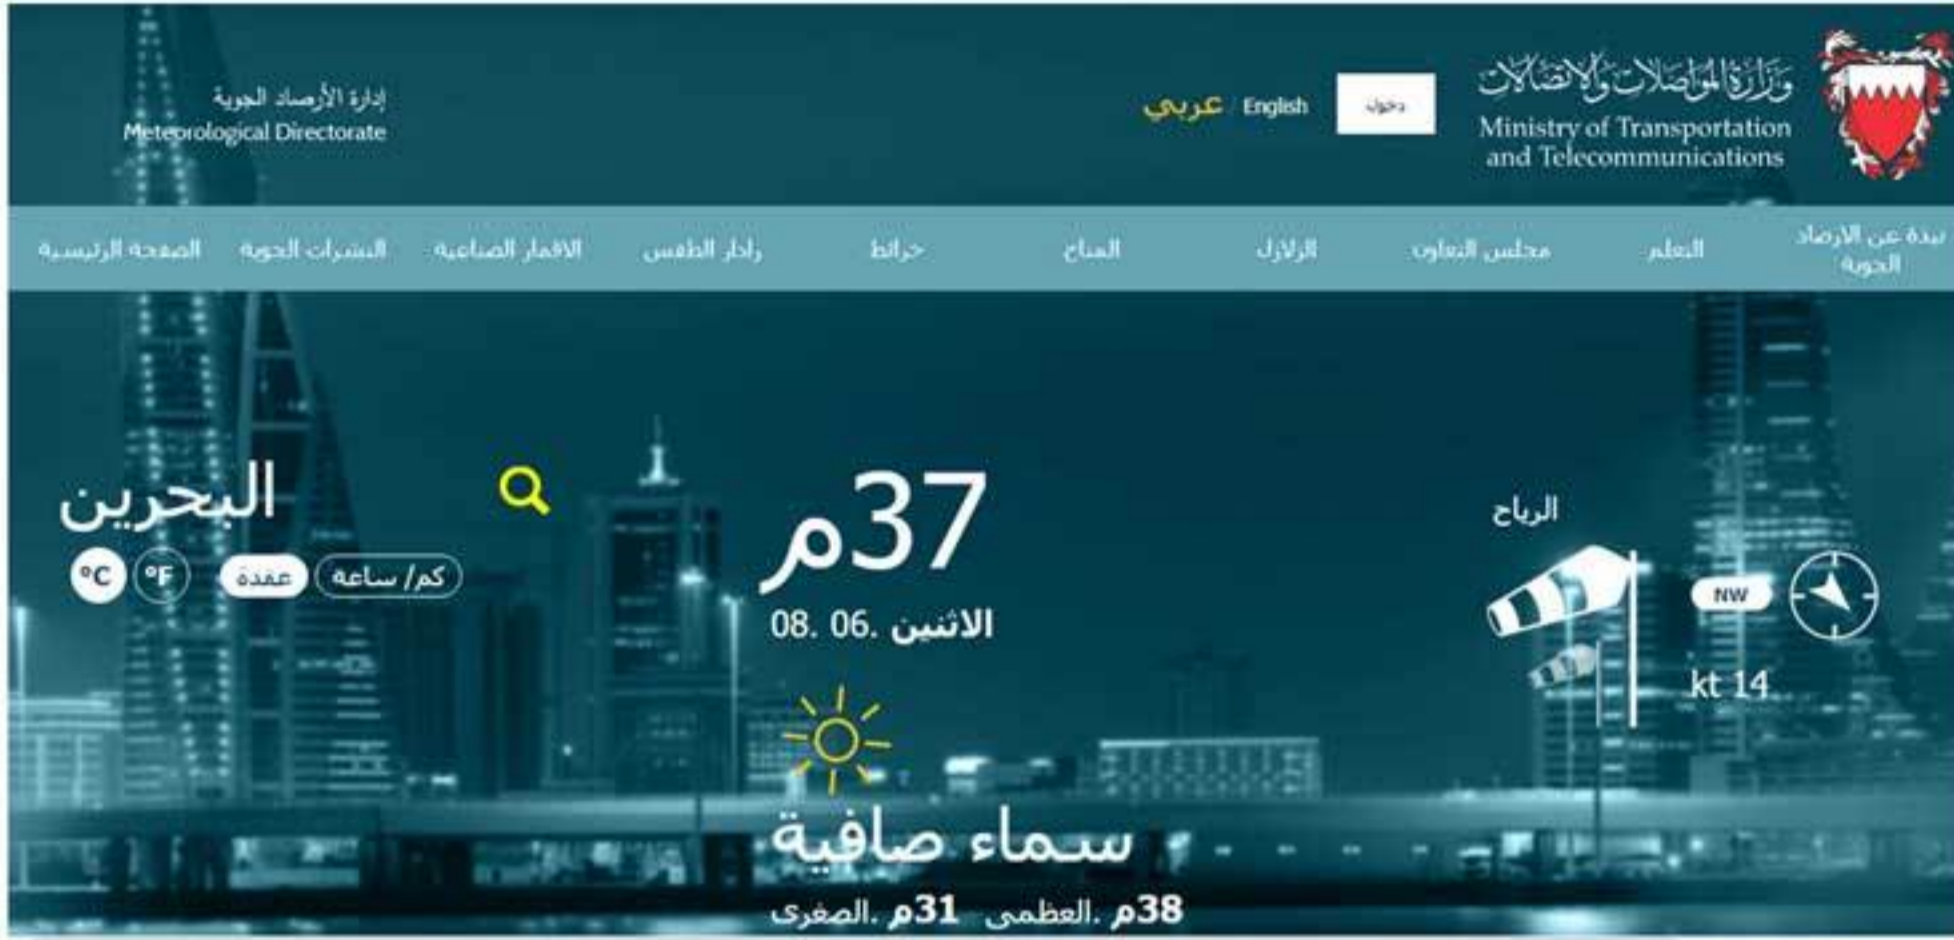 وزارة المواصلات والاتصالات
Ministry of Transportation
and Telecommunications
دخول
English
عربي
إدارة الأرصاد الجوية
Meteorological Directorate
نبذة عن الارصاد
الجوية
التعلم
مجلس التعاون
الزلازل
المناخ
خرائط
رادار الطقس
الاقمار الصناعية
النشرات الجوية
الصفحة الرئيسية
الرياح
NW
kt 14
37م
الاثنين .06 .08
سماء صافية
38م .العظمى 31م .الصغرى
البحرين
كم/ ساعة
عقدة
°F
°C